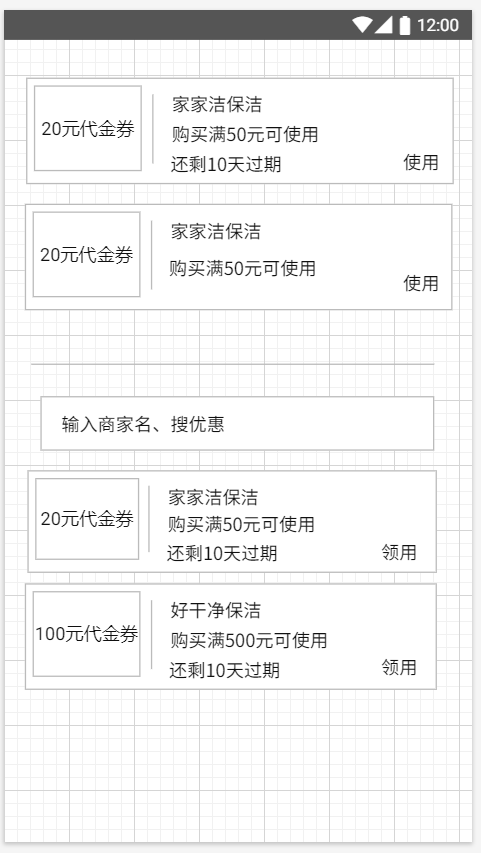 12:00
20元代金券
家家洁保洁
购买满50元可使用
还剩10天过期
使用
20元代金券
家家洁保洁
购买满50元可使用
使用
输入商家名、搜优惠
20元代金券
家家洁保洁
购买满50元可使用
还剩10天过期
领用
100元代金券
好干净保洁
购买满500元可使用
还剩10天过期
领用